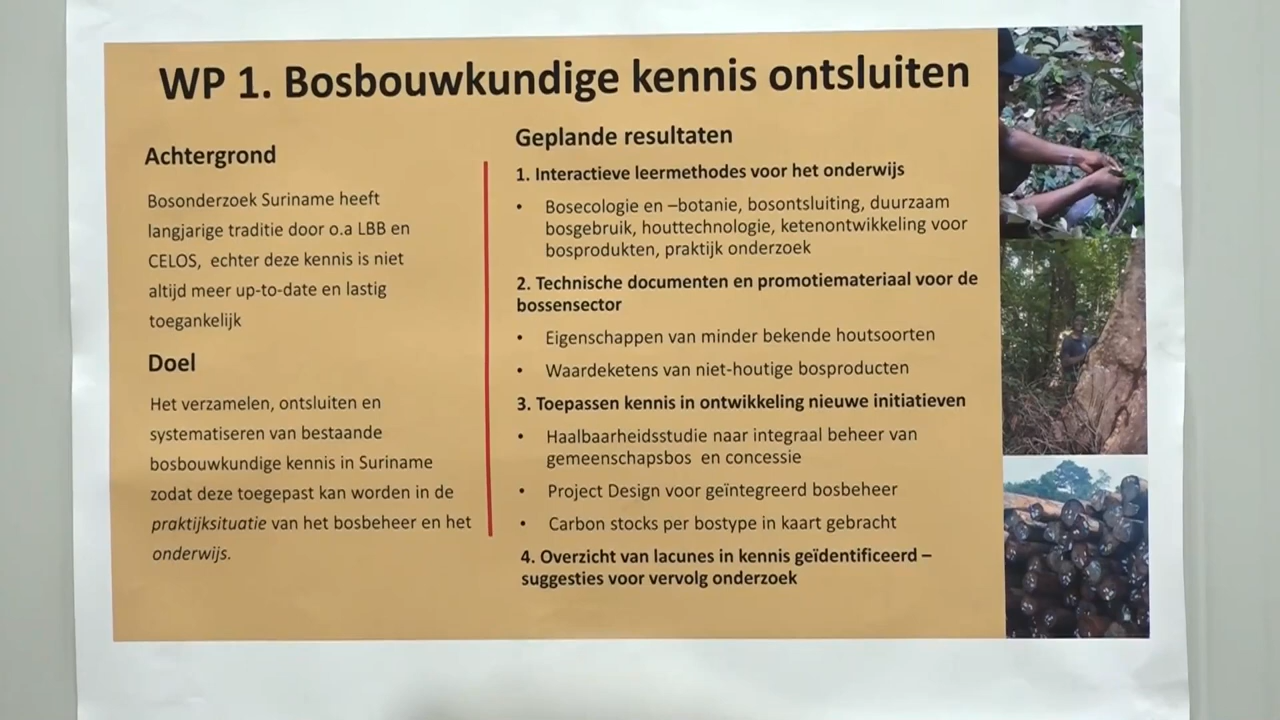 WP 1. Bosbouwkundige kennis ontsluiten
Achtergrond
Bosonderzoek Suriname heeft
langjarige traditie door o.a LBB en
CELOS, echter deze kennis is niet
altijd meer up-to-date en lastig
toegankelijk
Doel
Het verzamelen, ontsluiten en
systematiseren van bestaande
bosbouwkundige kennis in Suriname
zodat deze toegepast kan worden in de
praktijksituatie van het bosbeheer en het
onderwijs.
Geplande resultaten
1. Interactieve leermethodes voor het onderwijs
• Bosecologie en –botanie, bosontsluiting, duurzaam
bosgebruik, houttechnologie, ketenontwikkeling voor
bosprodukten, praktijk onderzoek
2. Technische documenten en promotiemateriaal voor de
bossensector
• Eigenschappen van minder bekende houtsoorten
• Waardeketens van niet-houtige bosproducten
3. Toepassen kennis in ontwikkeling nieuwe initiatieven
• Haalbaarheidsstudie naar integraal beheer van
gemeenschapsbos en concessie
• Project Design voor geïntegreerd bosbeheer
• Carbon stocks per bostype in kaart gebracht
4. Overzicht van lacunes in kennis geïdentificeerd –
suggesties voor vervolg onderzoek